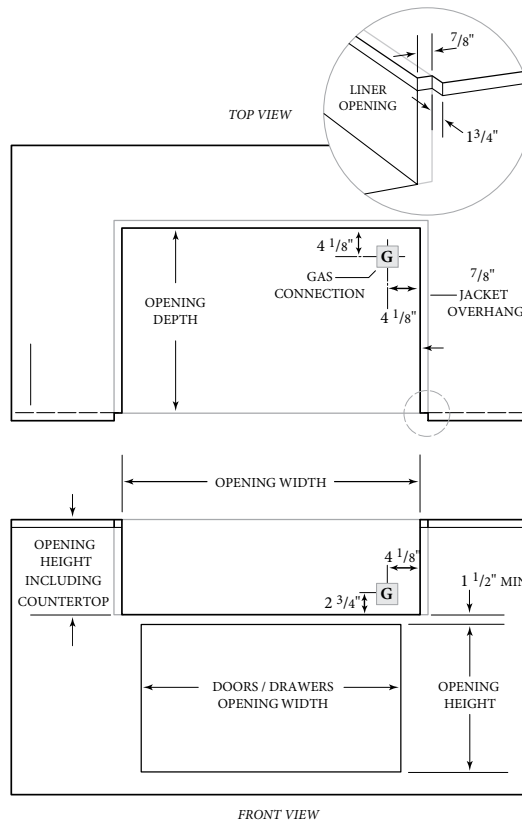 7/8"
LINER
OPENING
1 3/4"
TOP VIEW
4 1/8"
G
GAS
CONNECTION
4 1/8"
7/8"
JACKET
OVERHANG
OPENING
DEPTH
OPENING WIDTH
OPENING
HEIGHT
INCLUDING
COUNTERTOP
4 1/8"
G
2 3/4"
1 1/2" MIN
DOORS / DRAWERS
OPENING WIDTH
OPENING
HEIGHT
FRONT VIEW